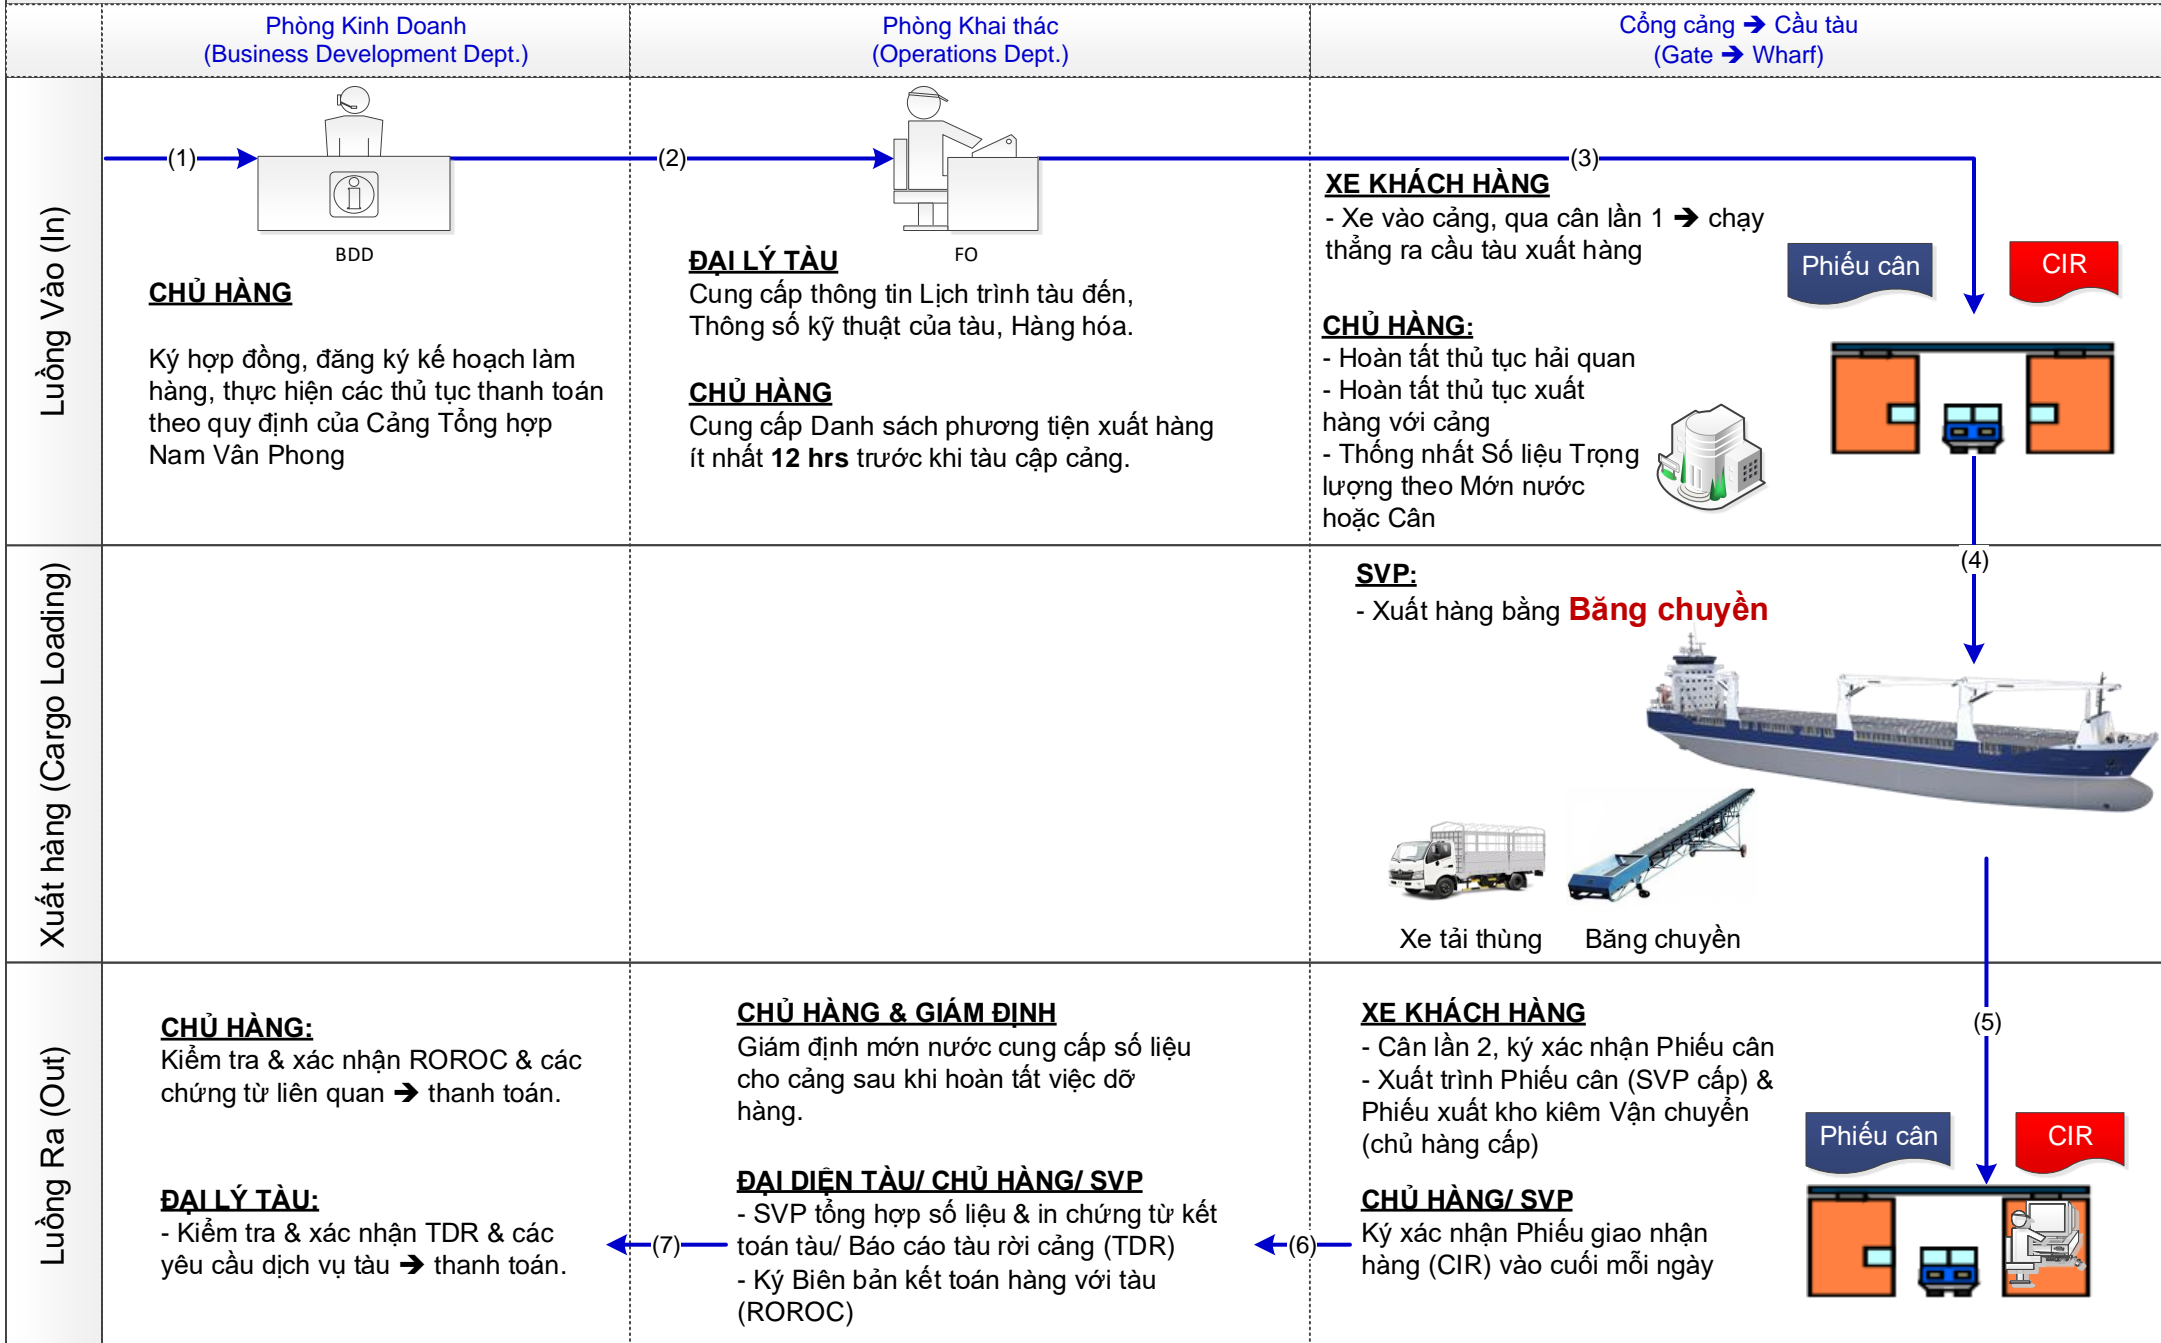 Phòng Kinh Doanh
(Business Development Dept.)
Phòng Khai thác
(Operations Dept.)
Cổng cảng ➔ Cầu tàu
(Gate ➔ Wharf)
Luồng Vào (In)
(1)
BDD
CHỦ HÀNG
Ký hợp đồng, đăng ký kế hoạch làm
hàng, thực hiện các thủ tục thanh toán
theo quy định của Cảng Tổng hợp
Nam Vân Phong
(2)
FO
ĐẠI LÝ TÀU
Cung cấp thông tin Lịch trình tàu đến,
Thông số kỹ thuật của tàu, Hàng hóa.
CHỦ HÀNG
Cung cấp Danh sách phương tiện xuất hàng
ít nhất 12 hrs trước khi tàu cập cảng.
(3)
XE KHÁCH HÀNG
- Xe vào cảng, qua cân lần 1 ➔ chạy
thẳng ra cầu tàu xuất hàng
Phiếu cân
CIR
CHỦ HÀNG:
- Hoàn tất thủ tục hải quan
- Hoàn tất thủ tục xuất
hàng với cảng
- Thống nhất Số liệu Trọng
lượng theo Mớn nước
hoặc Cân
Xuất hàng (Cargo Loading)
(4)
SVP:
- Xuất hàng bằng Băng chuyền
Xe tải thùng
Băng chuyền
Luồng Ra (Out)
(5)
XE KHÁCH HÀNG
- Cân lần 2, ký xác nhận Phiếu cân
- Xuất trình Phiếu cân (SVP cấp) &
Phiếu xuất kho kiêm Vận chuyển
(chủ hàng cấp)
Phiếu cân
CIR
CHỦ HÀNG/ SVP
Ký xác nhận Phiếu giao nhận
hàng (CIR) vào cuối mỗi ngày
(6)
CHỦ HÀNG & GIÁM ĐỊNH
Giám định mớn nước cung cấp số liệu
cho cảng sau khi hoàn tất việc dỡ
hàng.
ĐẠI DIỆN TÀU/ CHỦ HÀNG/ SVP
- SVP tổng hợp số liệu & in chứng từ kết
toán tàu/ Báo cáo tàu rời cảng (TDR)
- Ký Biên bản kết toán hàng với tàu
(ROROC)
(7)
CHỦ HÀNG:
Kiểm tra & xác nhận ROROC & các
chứng từ liên quan ➔ thanh toán.
ĐẠI LÝ TÀU:
- Kiểm tra & xác nhận TDR & các
yêu cầu dịch vụ tàu ➔ thanh toán.